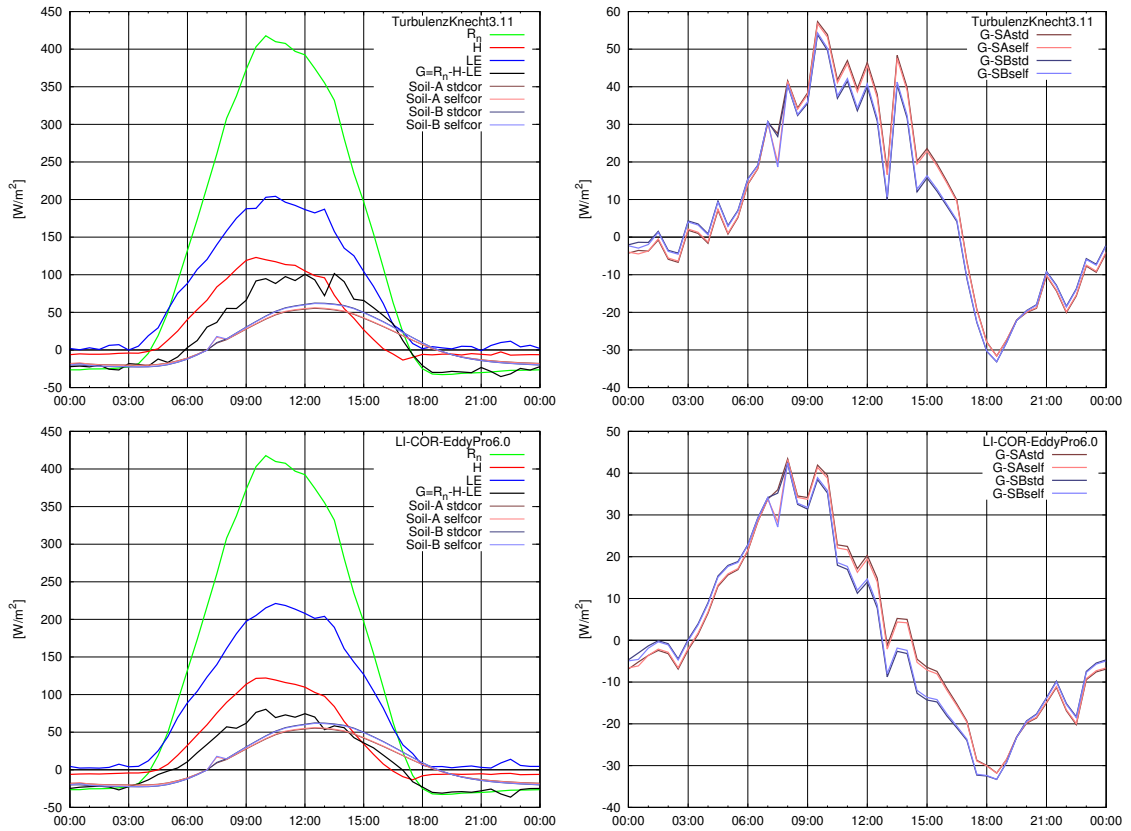 TurbulenzKnecht3.11
R_n
H
LE
G=R_n-H-LE
Soil-A stdcor
Soil-A selfcor
Soil-B stdcor
Soil-B selfcor
[W/m²]
450
400
350
300
250
200
150
100
50
0
-50
00:00 03:00 06:00 09:00 12:00 15:00 18:00 21:00 00:00
TurbulenzKnecht3.11
G-SAstd
G-SAself
G-SBstd
G-SBself
[W/m²]
60
50
40
30
20
10
0
-10
-20
-30
-40
00:00 03:00 06:00 09:00 12:00 15:00 18:00 21:00 00:00
LI-COR-EddyPro6.0
R_n
H
LE
G=R_n-H-LE
Soil-A stdcor
Soil-A selfcor
Soil-B stdcor
Soil-B selfcor
[W/m²]
450
400
350
300
250
200
150
100
50
0
-50
00:00 03:00 06:00 09:00 12:00 15:00 18:00 21:00 00:00
LI-COR-EddyPro6.0
G-SAstd
G-SAself
G-SBstd
G-SBself
[W/m²]
50
40
30
20
10
0
-10
-20
-30
-40
00:00 03:00 06:00 09:00 12:00 15:00 18:00 21:00 00:00